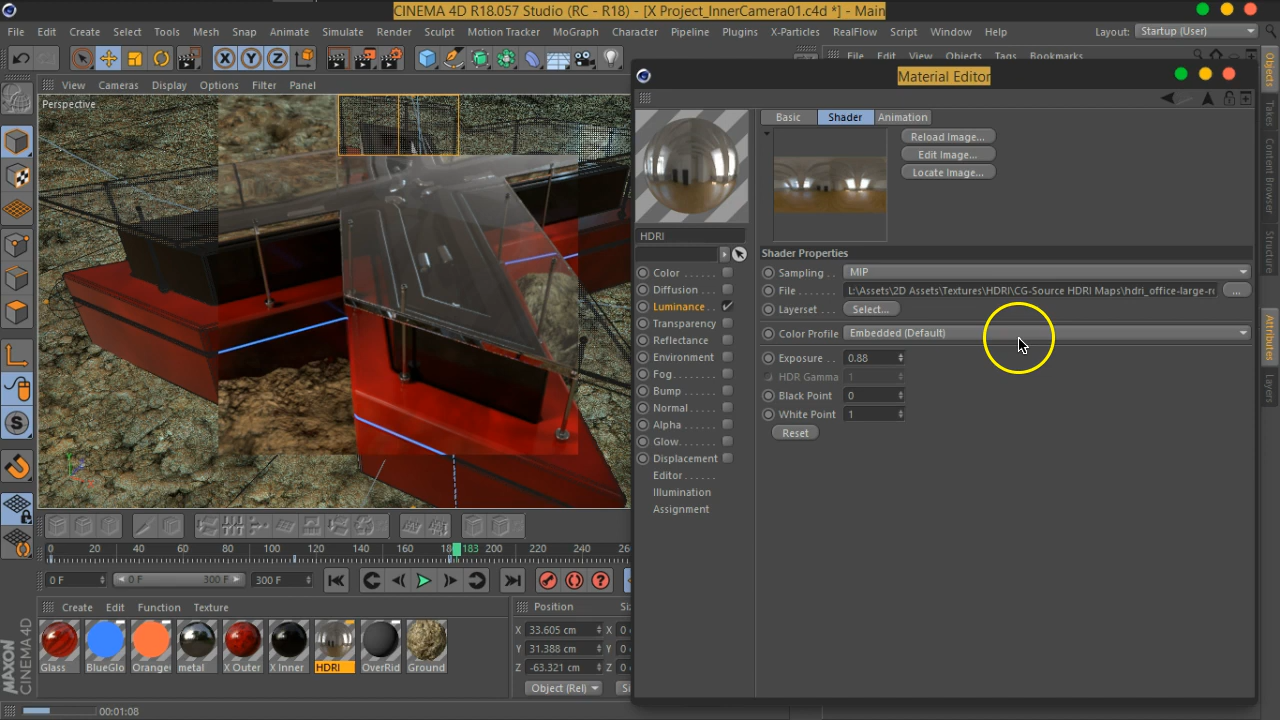 CINEMA 4D R18.057 Studio (RC - R18) - [X Project_InnerCamera01.c4d *] - Main
File Edit Create Select Tools Mesh Snap Animate Simulate Render Sculpt Motion Tracker MoGraph Character Pipeline Plugins X-Particles RealFlow Script Window Help Layout: Startup (User)
File Edit View Objects Tags Bookmarks
View Cameras Display Options Filter Panel
Perspective
Material Editor
Basic Shader Animation
Reload Image...
Edit Image...
Locate Image...
HDRI
Shader Properties
Color
Diffusion
Luminance
Transparency
Reflectance
Environment
Fog
Bump
Normal
Alpha
Glow
Displacement
Editor
Illumination
Assignment
Sampling MIP
File L:\Assets\2D Assets\Textures\HDRI\CG-Source HDRI Maps\hdri_office-large-ro ...
Layerset Select...
Color Profile Embedded (Default)
Exposure 0.88
HDR Gamma 1
Black Point 0
White Point 1
Reset
Objects
Takes
Content Browser
Structure
Attributes
Layers
0 20 40 60 80 100 120 140 160 18 183 200 220 240 26
0 F 0 F 300 F 300 F
Create Edit Function Texture
Glass BlueGlo Orange metal X Outer X Inner HDRI OverRid Ground
Position
X 33.605 cm X 0
Y 31.388 cm Y 0
Z -63.321 cm Z 0
Object (Rel)
MAXON
CINEMA 4D
00:01:08